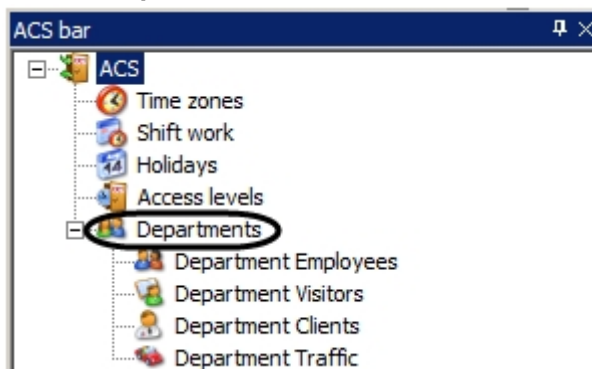 ACS bar
ACS
Time zones
Shift work
Holidays
Access levels
Departments
Department Employees
Department Visitors
Department Clients
Department Traffic